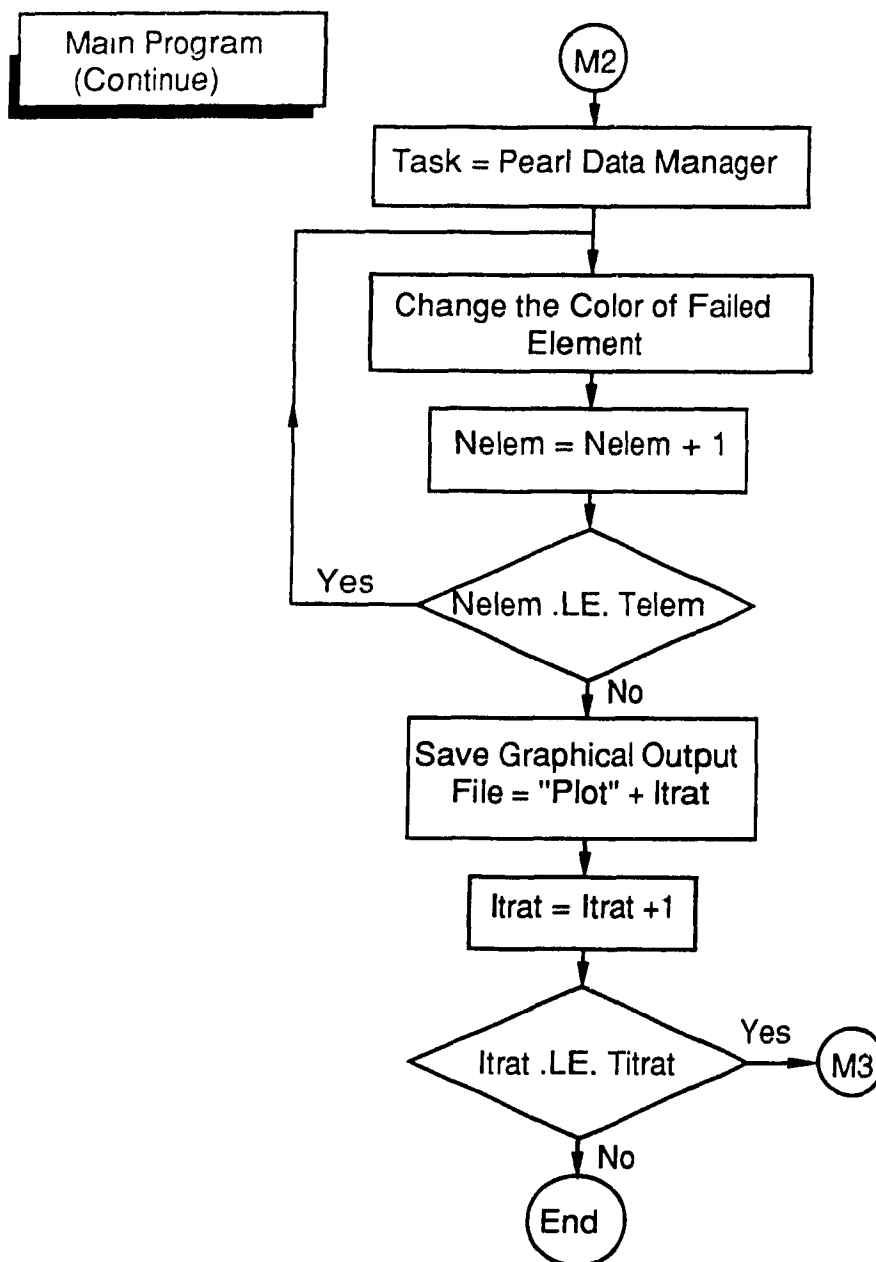 Main Program
(Continue)
M2
Task = Pearl Data Manager
Change the Color of Failed
Element
Nelem = Nelem + 1
Yes
Nelem .LE. Telem
No
Save Graphical Output
File = "Plot" + Itrat
Itrat = Itrat +1
Yes
Itrat .LE. Titrat
M3
No
End